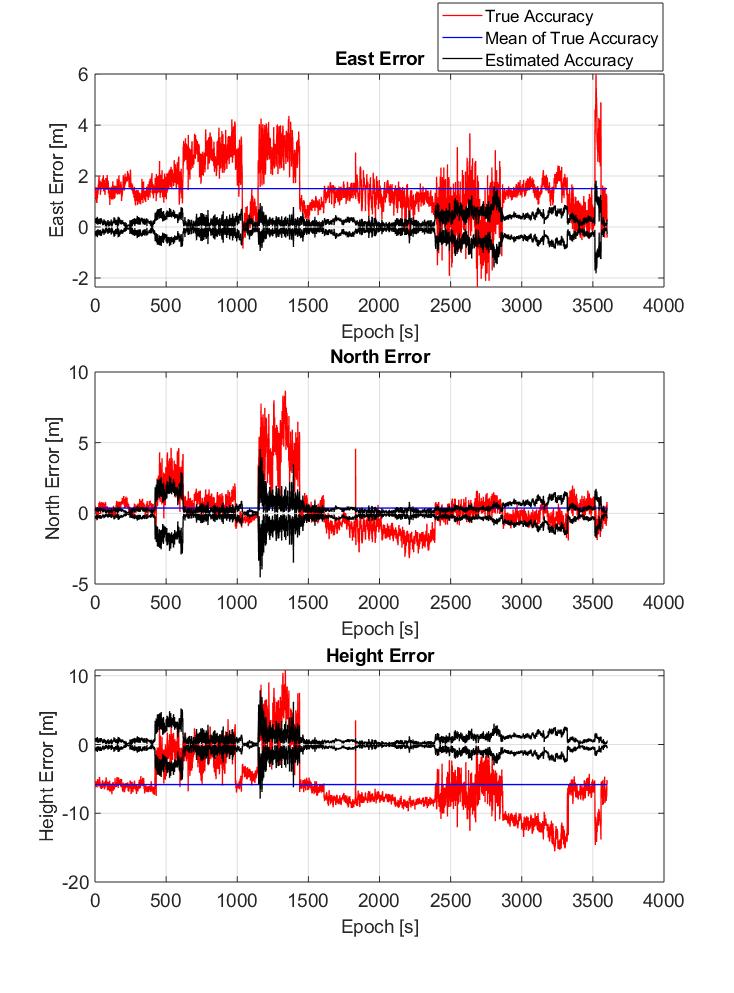 True Accuracy
Mean of True Accuracy
Estimated Accuracy
East Error
East Error [m]
6
4
2
0
-2
0 500 1000 1500 2000 2500 3000 3500 4000
Epoch [s]
North Error
North Error [m]
10
5
0
-5
0 500 1000 1500 2000 2500 3000 3500 4000
Epoch [s]
Height Error
Height Error [m]
10
0
-10
-20
0 500 1000 1500 2000 2500 3000 3500 4000
Epoch [s]